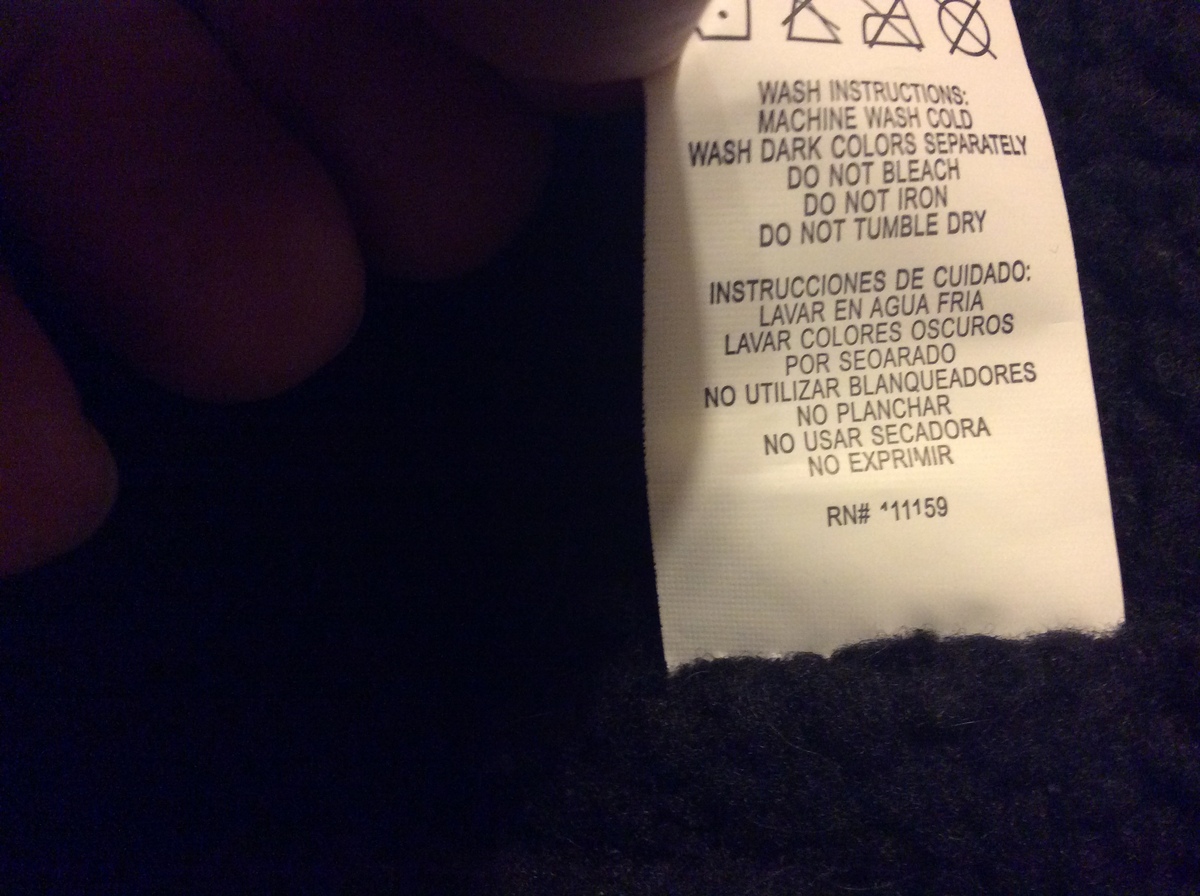 WASH INSTRUCTIONS:
MACHINE WASH COLD
WASH DARK COLORS SEPARATELY
DO NOT BLEACH
DO NOT IRON
DO NOT TUMBLE DRY
INSTRUCCIONES DE CUIDADO:
LAVAR EN AGUA FRIA
LAVAR COLORES OSCUROS
POR SEOARADO
NO UTILIZAR BLANQUEADORES
NO PLANCHAR
NO USAR SECADORA
NO EXPRIMIR
RN# 111159